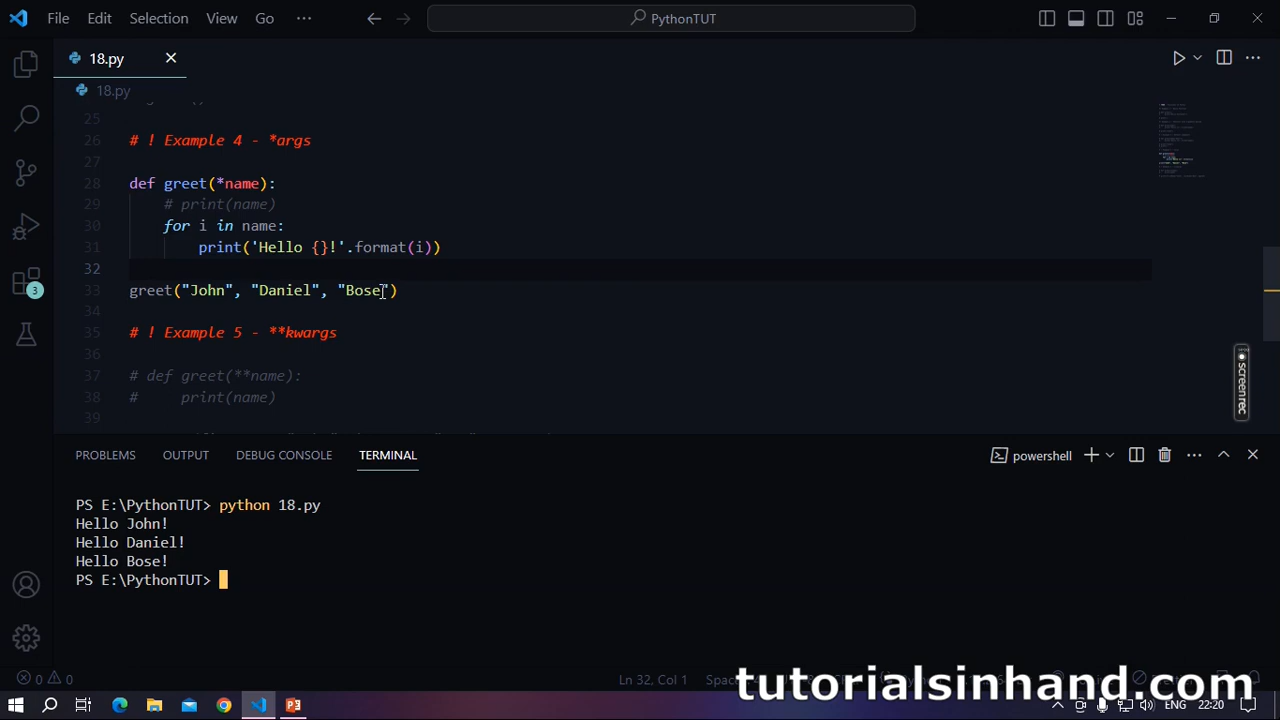 File Edit Selection View Go ··· PythonTUT
18.py
18.py
25
26 # ! Example 4 - *args
27
28 def greet(*name):
29 # print(name)
30 for i in name:
31 print('Hello {}!'.format(i))
32
33 greet("John", "Daniel", "Bose")
34
35 # ! Example 5 - **kwargs
36
37 # def greet(**name):
38 # print(name)
39
3
screenrec
PROBLEMS OUTPUT DEBUG CONSOLE TERMINAL powershell
PS E:\PythonTUT> python 18.py
Hello John!
Hello Daniel!
Hello Bose!
PS E:\PythonTUT>
0 0 Ln 32, Col 1
tutorialsinhand.com
ENG 22:20